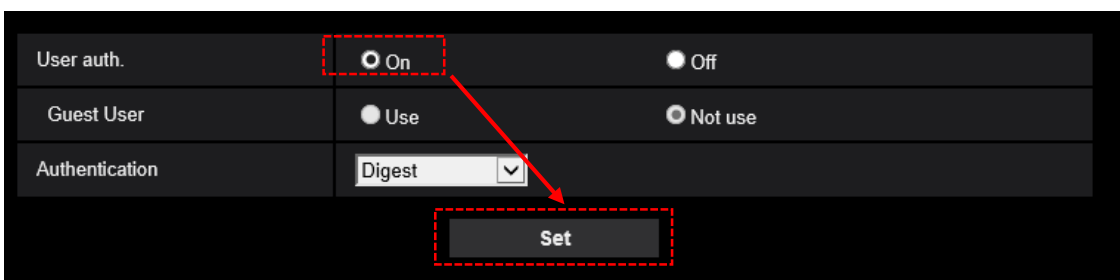 User auth. On Off
Guest User Use Not use
Authentication Digest
Set